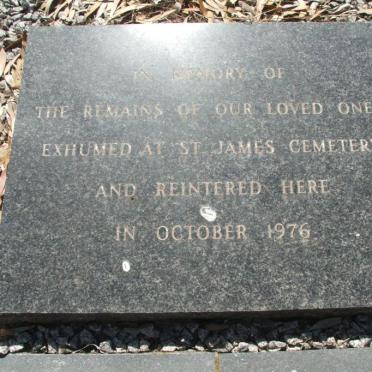 IN MEMORY OF
THE REMAINS OF OUR LOVED ONE
EXHUMED AT ST JAMES CEMETERY
AND REINTERED HERE
IN OCTOBER 1976